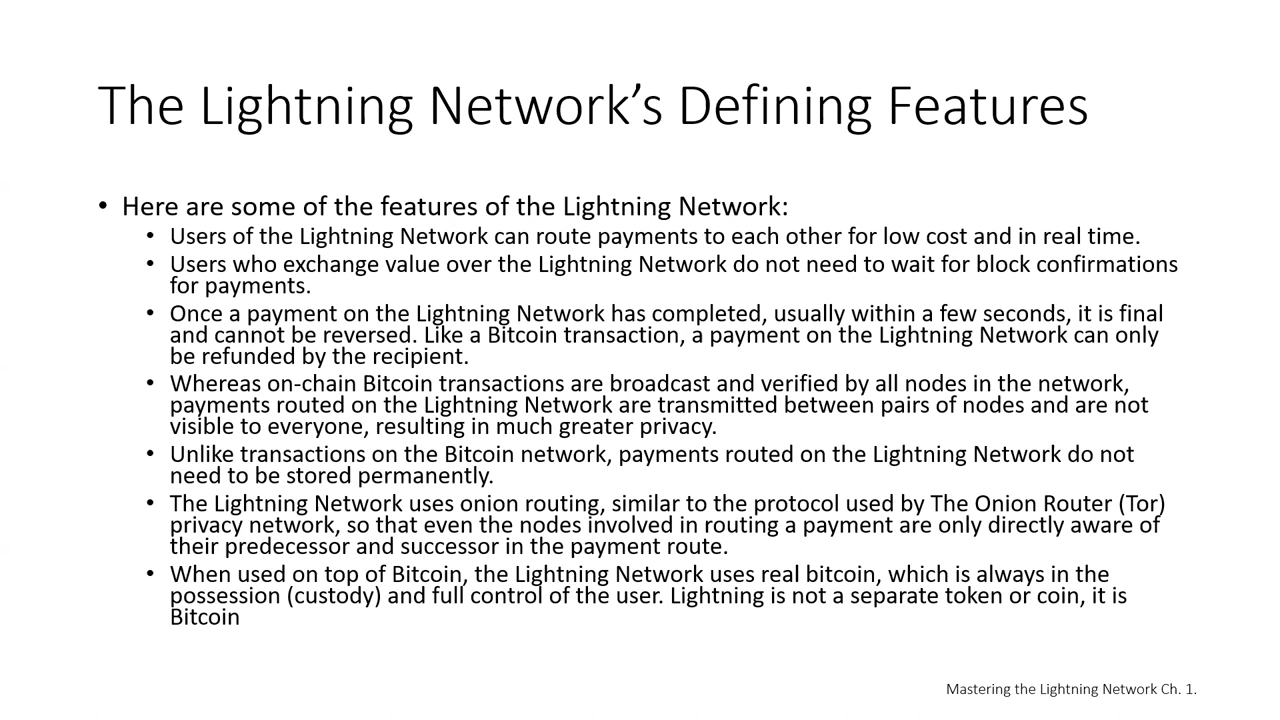 The Lightning Network’s Defining Features
• Here are some of the features of the Lightning Network:
• Users of the Lightning Network can route payments to each other for low cost and in real time.
• Users who exchange value over the Lightning Network do not need to wait for block confirmations
for payments.
• Once a payment on the Lightning Network has completed, usually within a few seconds, it is final
and cannot be reversed. Like a Bitcoin transaction, a payment on the Lightning Network can only
be refunded by the recipient.
• Whereas on-chain Bitcoin transactions are broadcast and verified by all nodes in the network,
payments routed on the Lightning Network are transmitted between pairs of nodes and are not
visible to everyone, resulting in much greater privacy.
• Unlike transactions on the Bitcoin network, payments routed on the Lightning Network do not
need to be stored permanently.
• The Lightning Network uses onion routing, similar to the protocol used by The Onion Router (Tor)
privacy network, so that even the nodes involved in routing a payment are only directly aware of
their predecessor and successor in the payment route.
• When used on top of Bitcoin, the Lightning Network uses real bitcoin, which is always in the
possession (custody) and full control of the user. Lightning is not a separate token or coin, it is
Bitcoin
Mastering the Lightning Network Ch. 1.